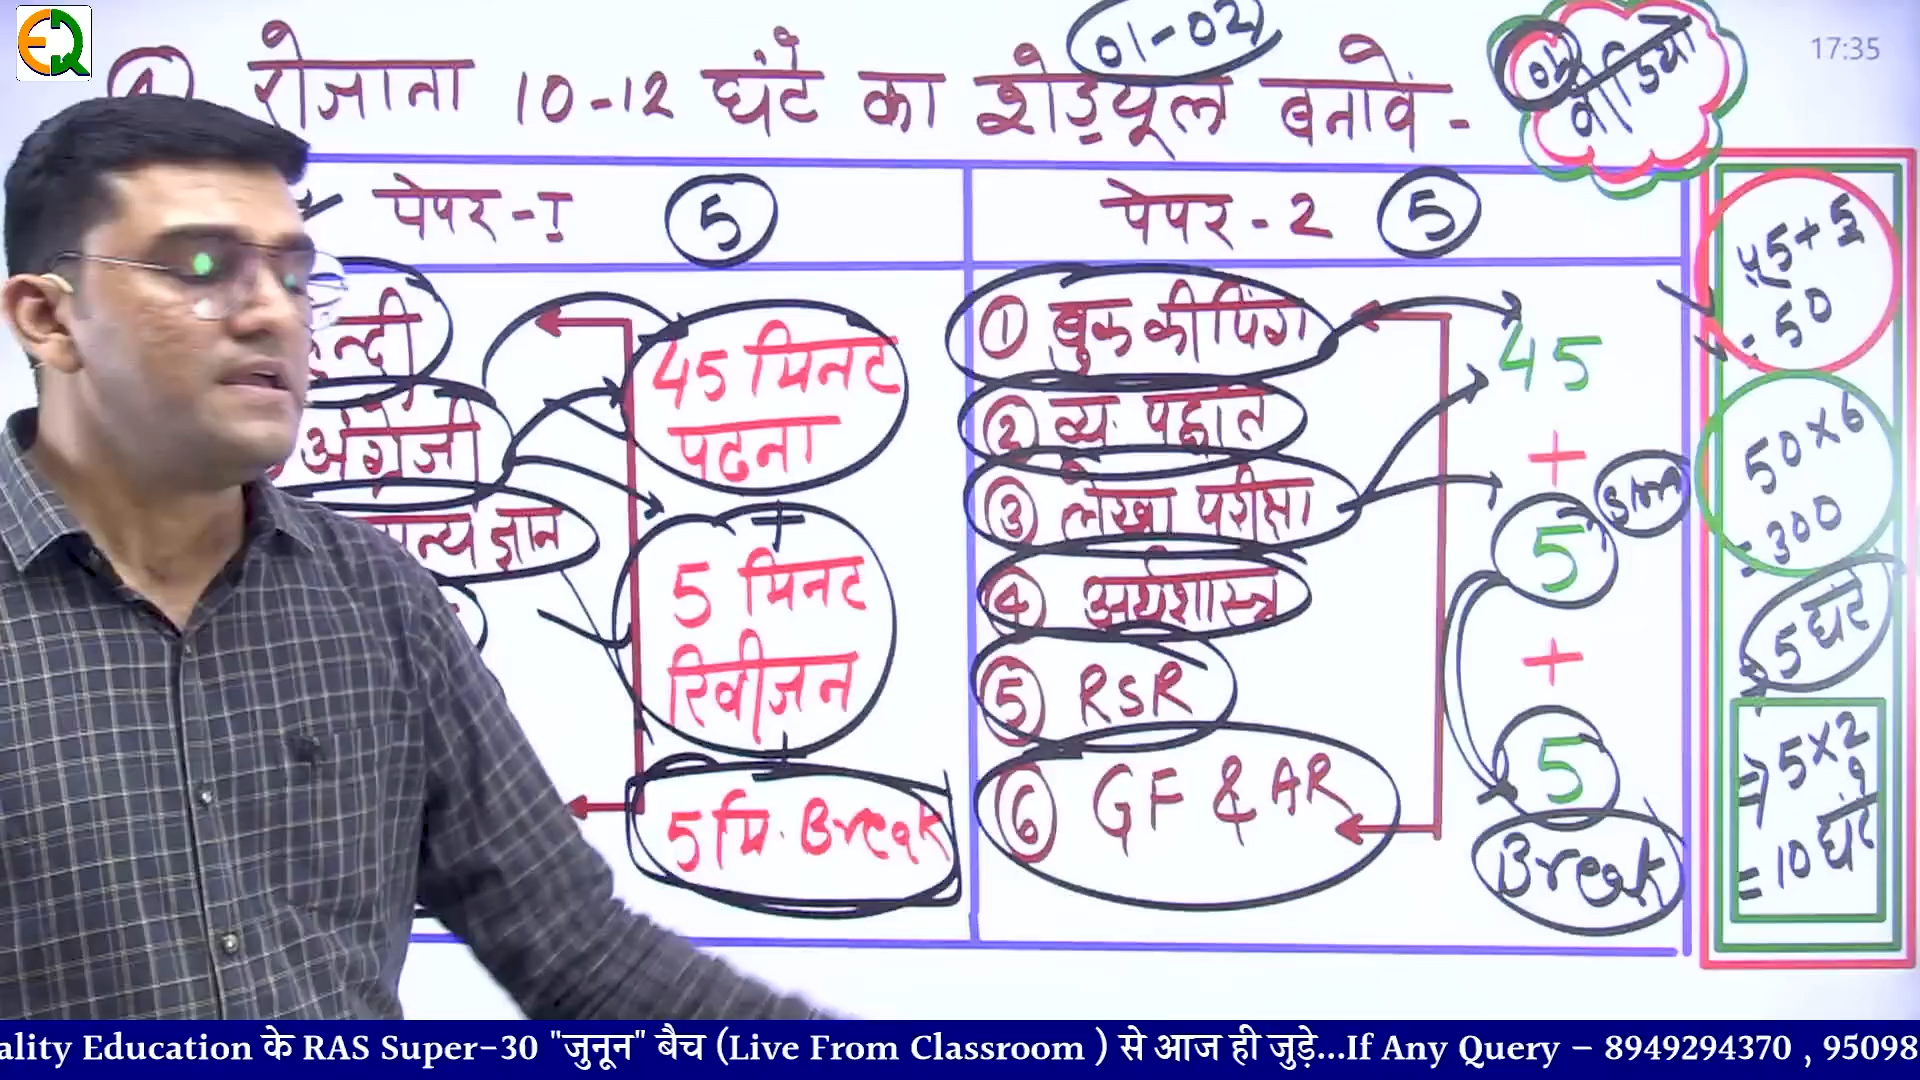 EQ
01-02
17:35
रोजाना 10-12 घंटे का शेड्यूल बनावें -
वीडियो
पेपर-I 5
पेपर-2 5
हिन्दी
अंग्रेजी
सामान्य ज्ञान
45 मिनट
पढना
+
5 मिनट
रिवीजन
+
5 मि. Break
① बुक कीपिंग
② व्य. पद्धति
③ लेखा परीक्षा
④ अर्थशास्त्र
⑤ RSR
⑥ GF & AR
45
+
5
+
5
Break
45+5
=50
50×6
=300
5 घंटे
⇒ 5×2
= 10 घंटे
ality Education के RAS Super-30 "जुनून" बैच (Live From Classroom ) से आज ही जुड़े...If Any Query – 8949294370 , 95098